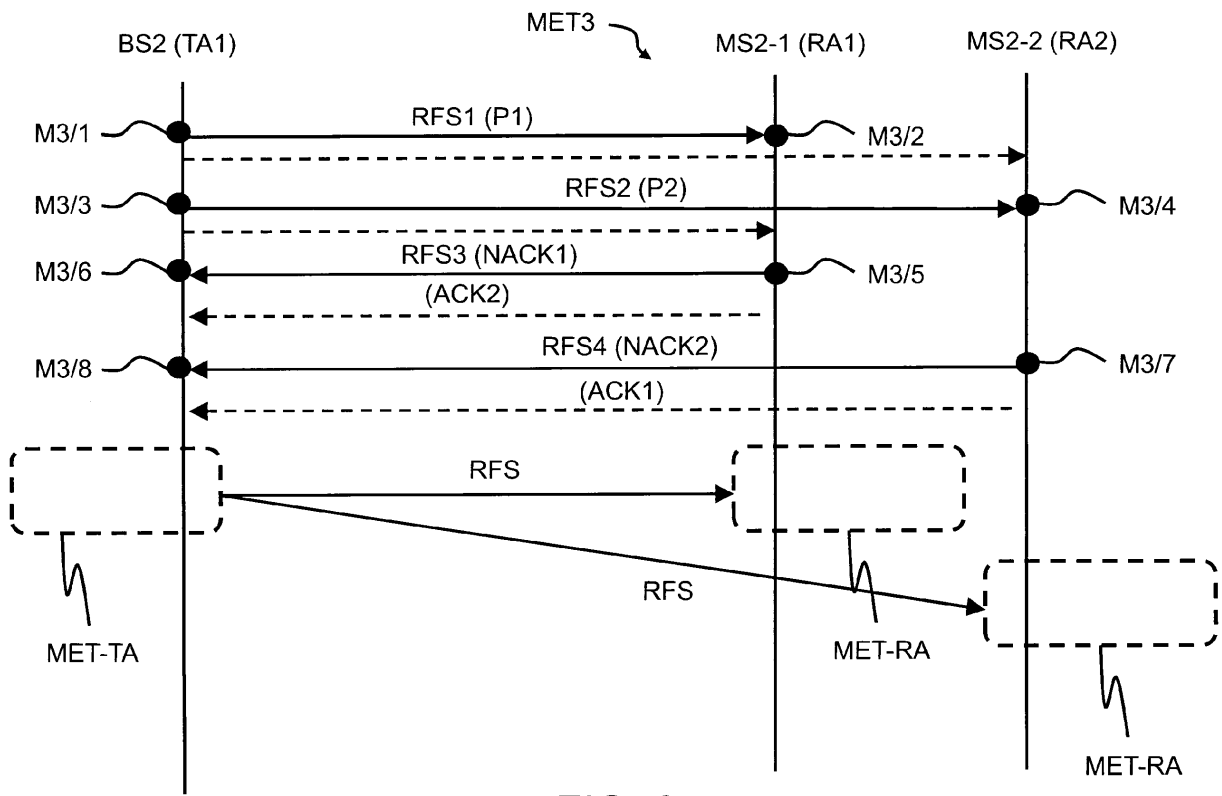 MET3
BS2 (TA1)
MS2-1 (RA1)
MS2-2 (RA2)
RFS1 (P1)
M3/1
M3/2
RFS2 (P2)
M3/3
M3/4
RFS3 (NACK1)
M3/6
M3/5
(ACK2)
RFS4 (NACK2)
M3/8
M3/7
(ACK1)
RFS
RFS
MET-TA
MET-RA
MET-RA